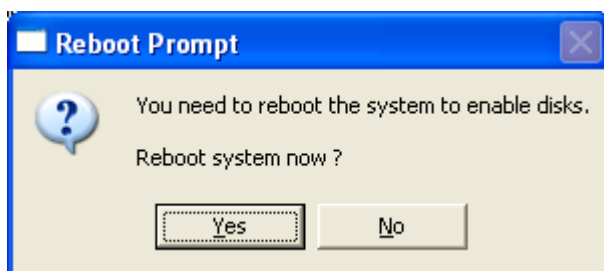 Reboot Prompt
You need to reboot the system to enable disks.
Reboot system now ?
Yes No